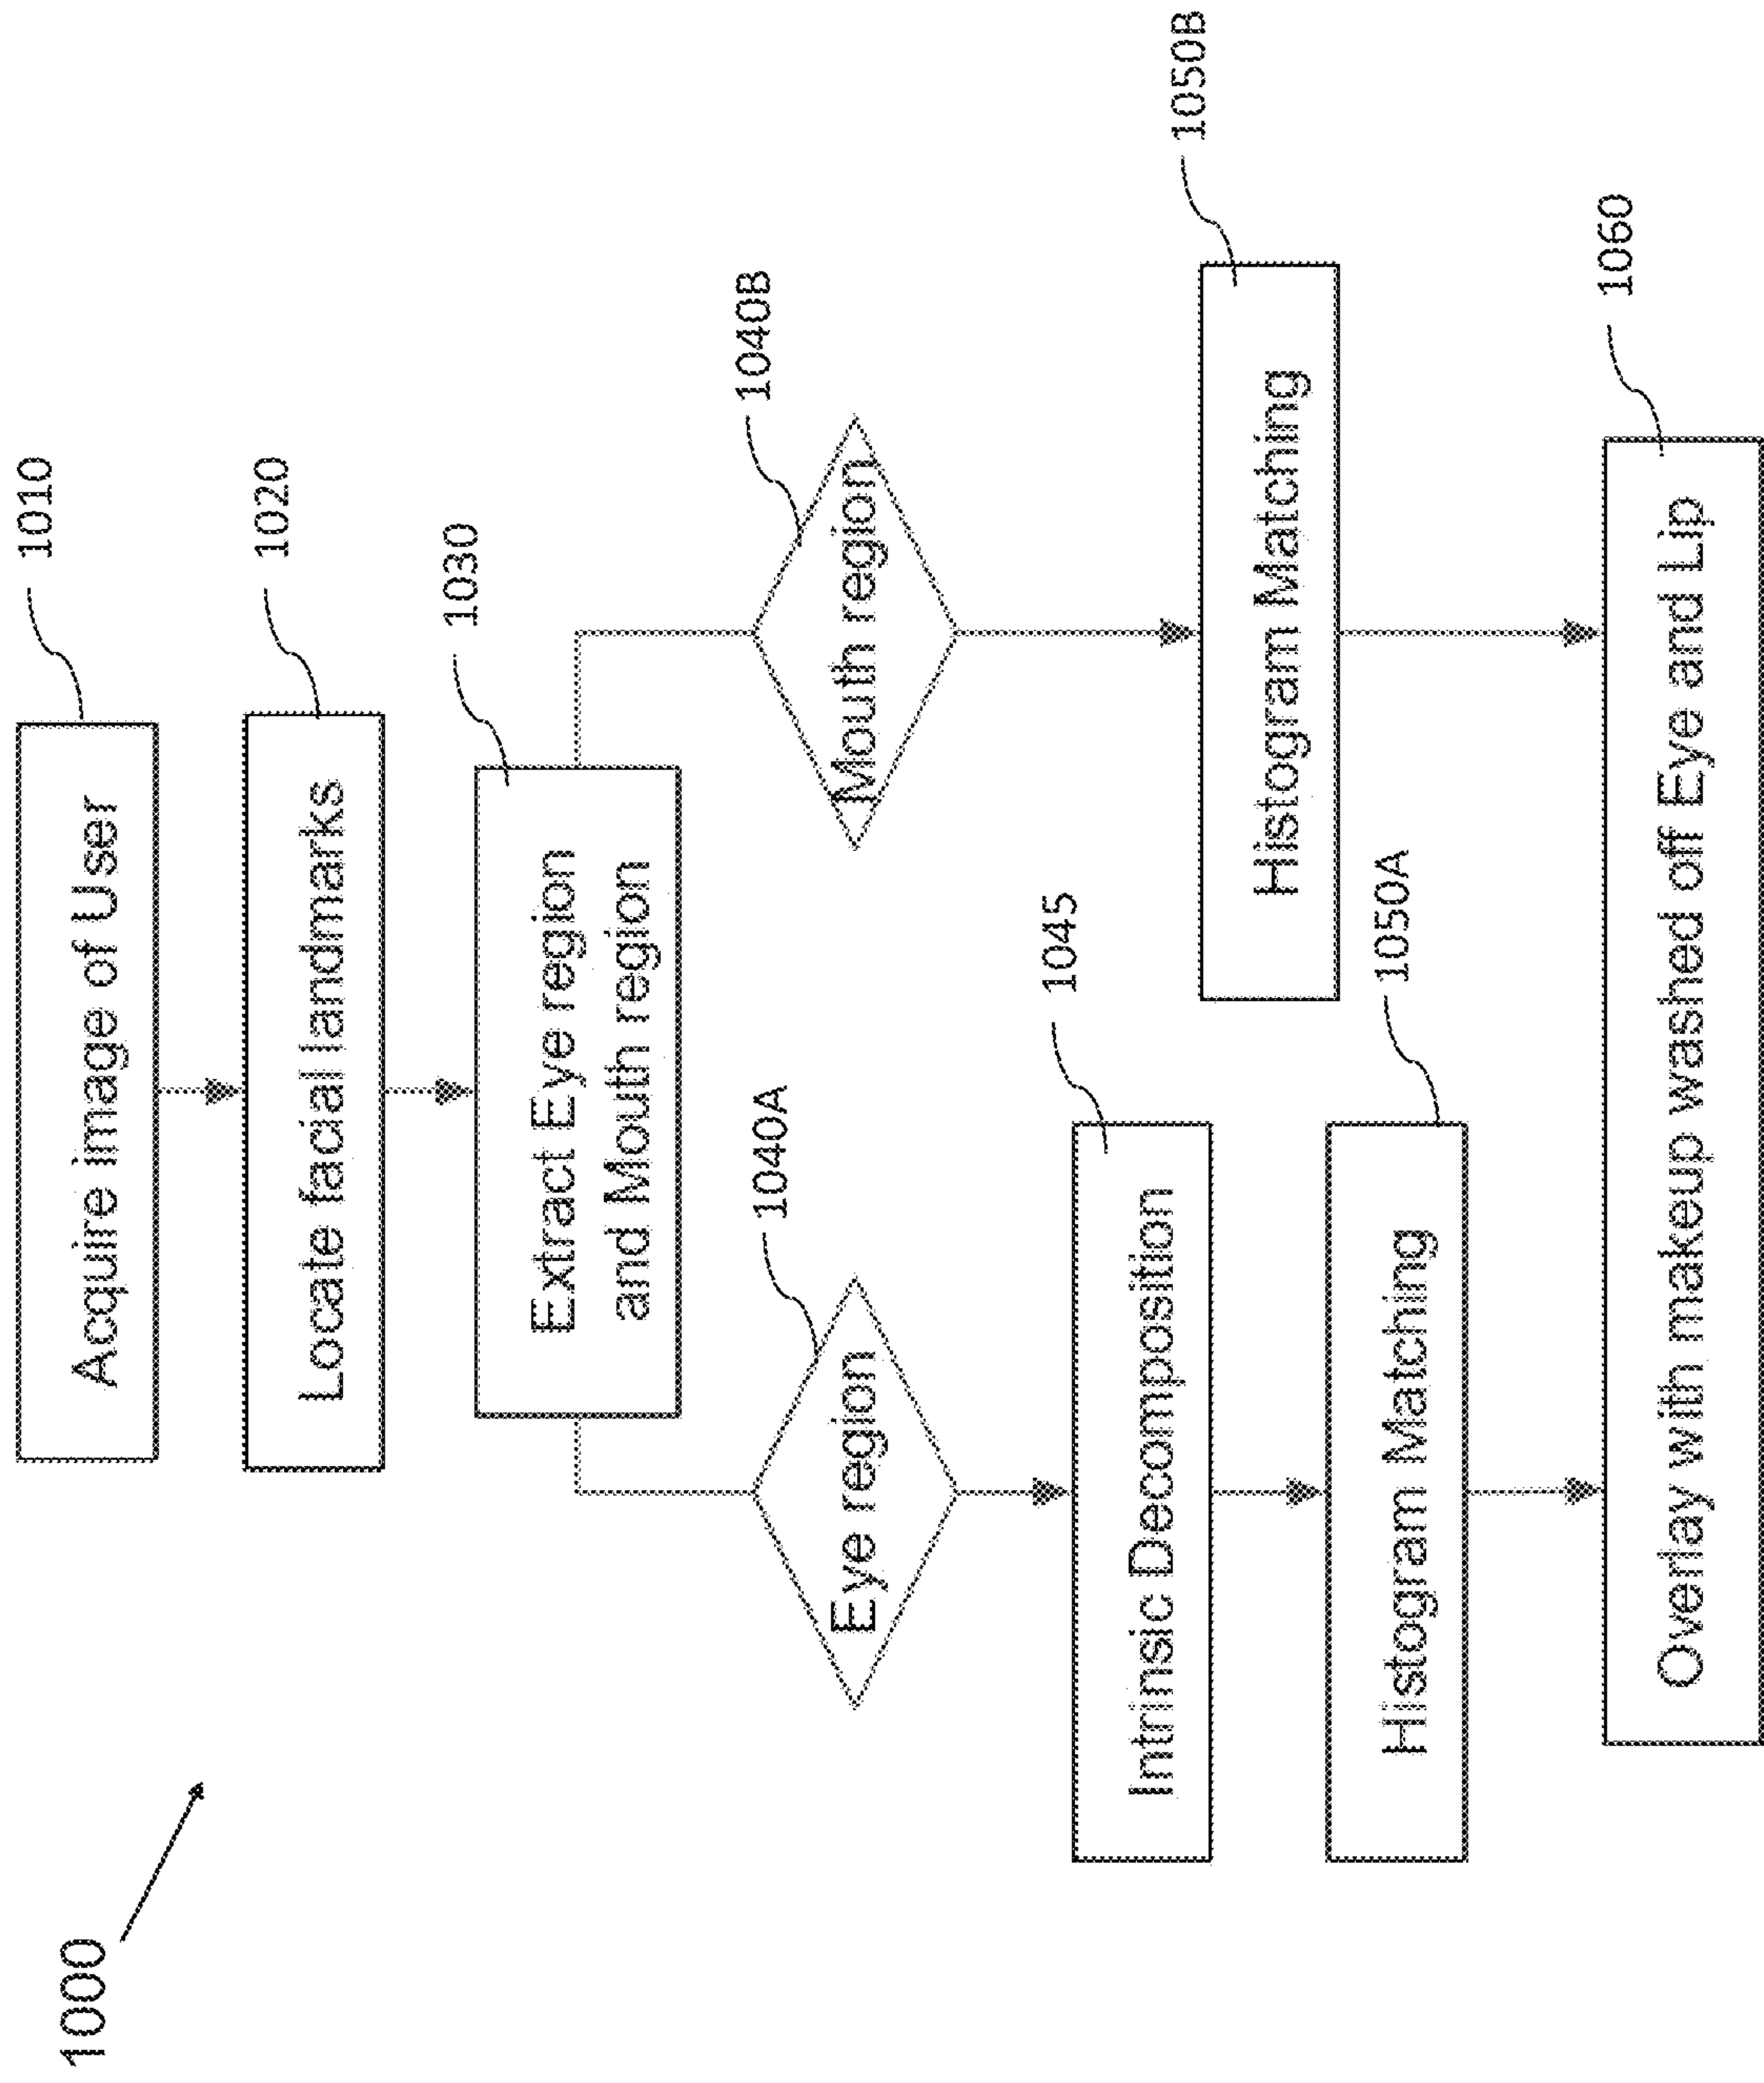 1000
Acquire image of User
1010
Locate facial landmarks
1020
Extract Eye region
and Mouth region
1030
Eye region
1040A
Mouth region
1040B
Intrinsic Decomposition
1045
Histogram Matching
1050A
Histogram Matching
1050B
Overlay with makeup washed off Eye and Lip
1060